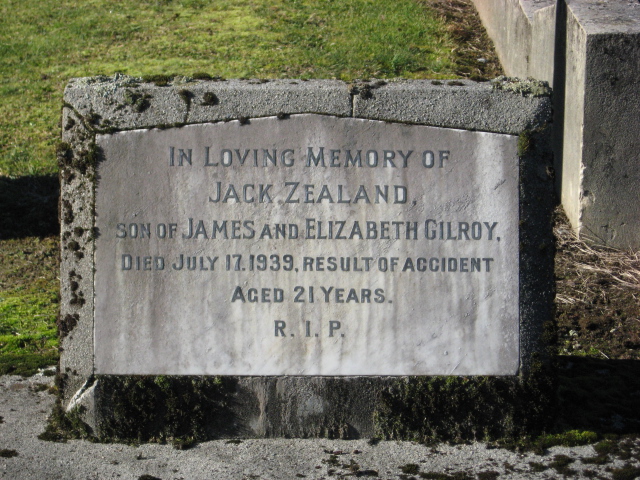 IN LOVING MEMORY OF
JACK ZEALAND,
SON OF JAMES AND ELIZABETH GILROY,
DIED JULY 17.1939, RESULT OF ACCIDENT
AGED 21 YEARS.
R. I. P.